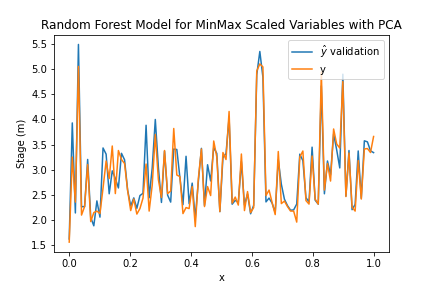 Random Forest Model for MinMax Scaled Variables with PCA
ŷ validation
y
Stage (m)
5.5
5.0
4.5
4.0
3.5
3.0
2.5
2.0
1.5
0.0 0.2 0.4 0.6 0.8 1.0
x